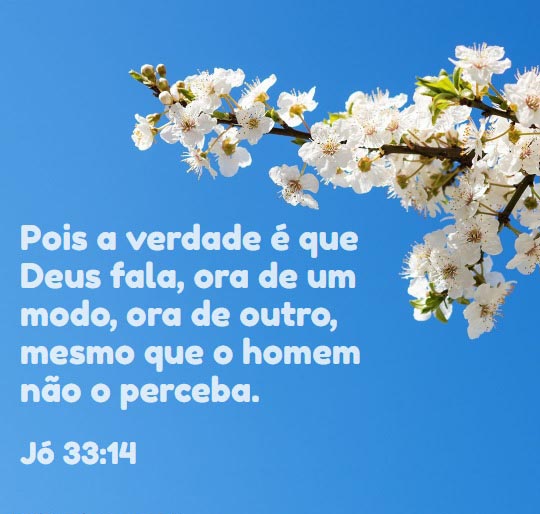 Pois a verdade é que
Deus fala, ora de um
modo, ora de outro,
mesmo que o homem
não o perceba.
Jó 33:14